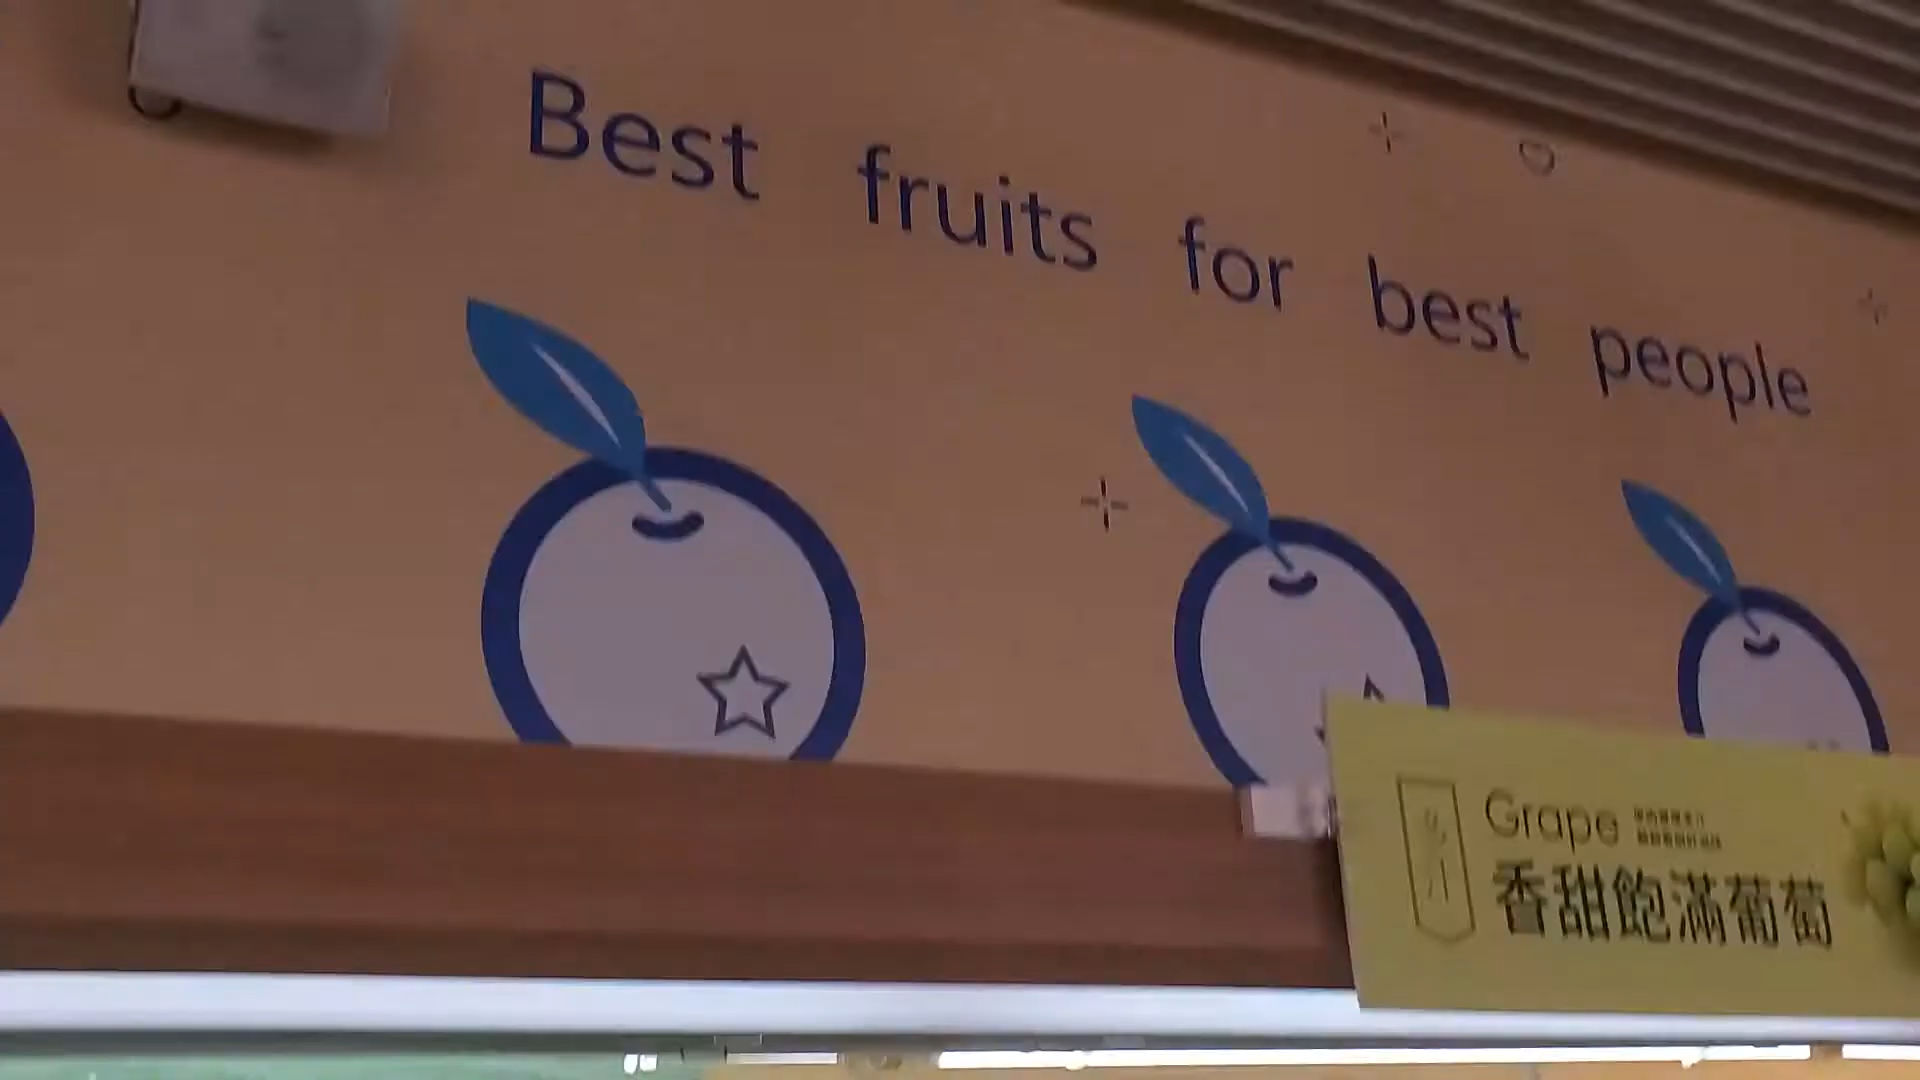 Best fruits for best people
Grape
香甜飽滿葡萄